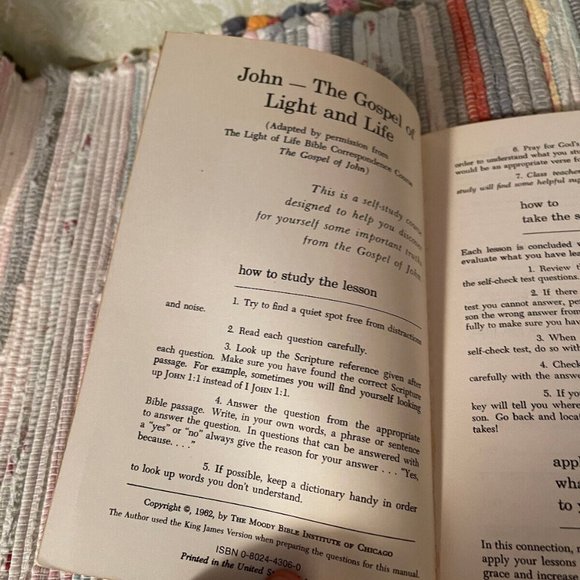 John — The Gospel of
Light and Life
(Adapted by permission from
The Light of Life Bible Correspondence Course
The Gospel of John)
This is a self-study course
designed to help you discover
for yourself some important truths
from the Gospel of John
how to study the lesson
1. Try to find a quiet spot free from distractions
and noise.
2. Read each question carefully.
3. Look up the Scripture reference given after
each question. Make sure you have found the correct Scripture
passage. For example, sometimes you will find yourself looking
up JOHN 1:1 instead of I JOHN 1:1.
4. Answer the question from the appropriate
Bible passage. Write, in your own words, a phrase or sentence
to answer the question. In questions that can be answered with
a "yes" or "no" always give the reason for your answer . . . "Yes,
because. . . ."
5. If possible, keep a dictionary handy in order
to look up words you don't understand.
Copyright ©, 1962, by THE MOODY BIBLE INSTITUTE OF CHICAGO
The Author used the King James Version when preparing the questions for this manual
ISBN 0-8024-4306-0
Printed in the United
6. Pray for God's
order to understand what you
would be an appropriate verse
7. Class
study will find some helpful
how to
take the
Each lesson is concluded
evaluate what you have
1. Review
the self-check test questions.
2. If there
test you cannot answer,
son the wrong answer from
fully to make sure you
3. When
self-check test, do so
4. Check
carefully with the
5. If you
key will tell you where
son. Go back and
takes!
to
In this connection,
apply your lessons
grace and